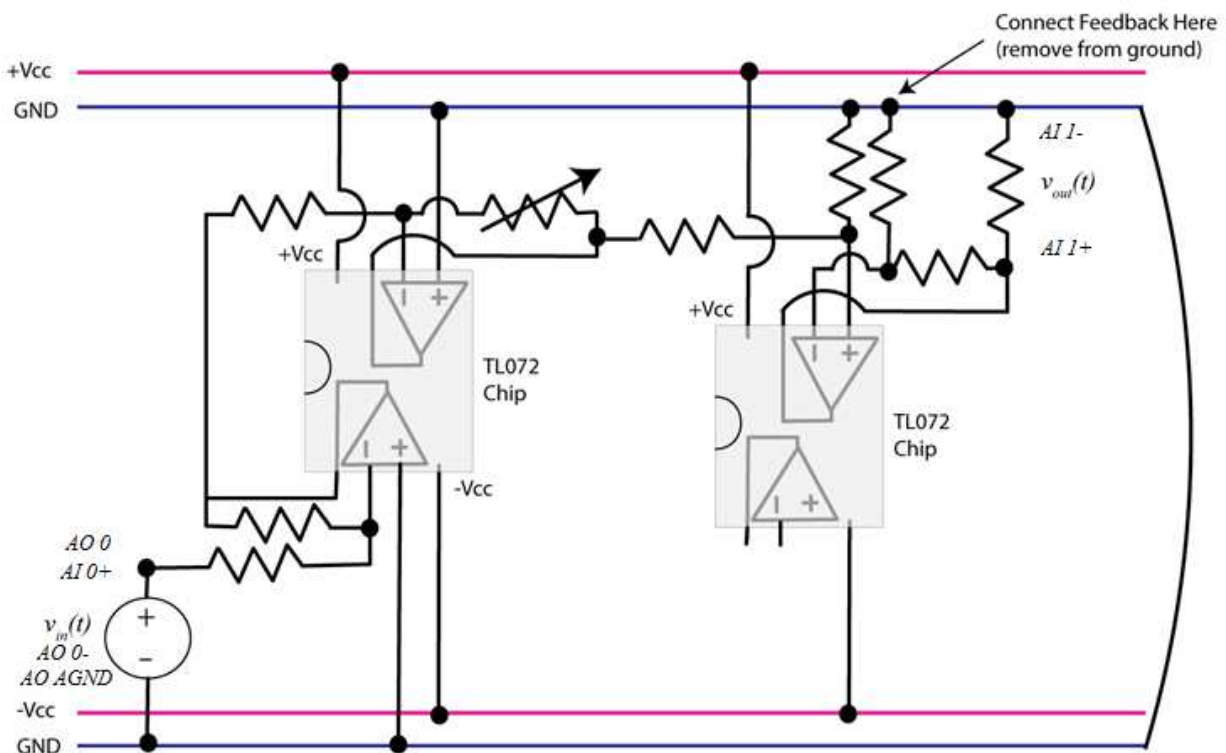 Connect Feedback Here
(remove from ground)
+Vcc
GND
AI 1-
v_out(t)
AI 1+
+Vcc
+Vcc
− +
− +
TL072
Chip
TL072
Chip
− +
− +
-Vcc
AO 0
AI 0+
+
v_in(t)
−
AO 0-
AO AGND
-Vcc
GND